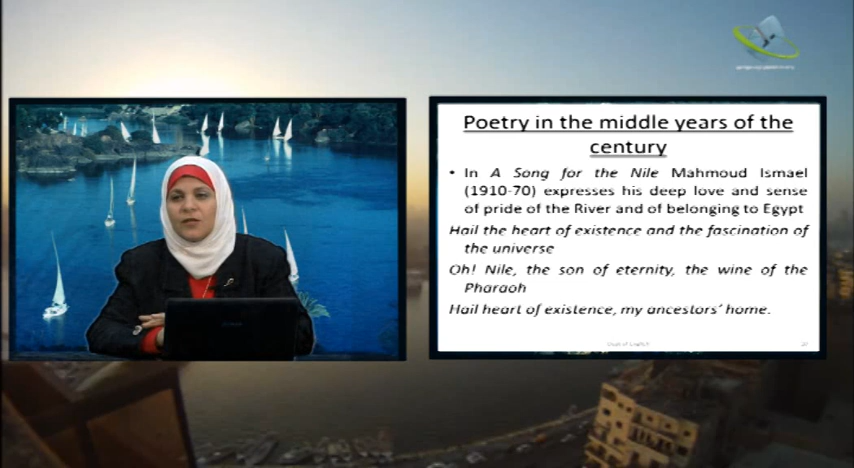 Poetry in the middle years of the
century
• In A Song for the Nile Mahmoud Ismael
(1910-70) expresses his deep love and sense
of pride of the River and of belonging to Egypt
Hail the heart of existence and the fascination of
the universe
Oh! Nile, the son of eternity, the wine of the
Pharaoh
Hail heart of existence, my ancestors' home.